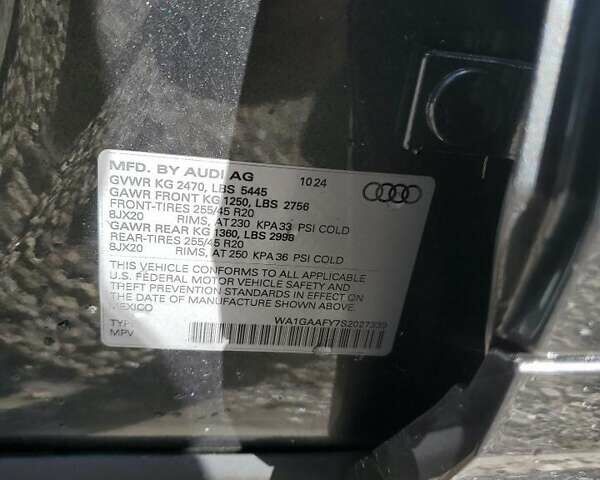 MFD. BY AUDI AG 10 24
GVWR KG 2470, LBS 5445
GAWR FRONT KG 1250, LBS 2756
FRONT-TIRES 255/45 R20
8JX20 RIMS, AT 230 KPA 33 PSI COLD
GAWR REAR KG 1360, LBS 2998
REAR-TIRES 255/45 R20
8JX20 RIMS, AT 250 KPA 36 PSI COLD
THIS VEHICLE CONFORMS TO ALL APPLICABLE
U.S. FEDERAL MOTOR VEHICLE SAFETY AND
THEFT PREVENTION STANDARDS IN EFFECT ON
THE DATE OF MANUFACTURE SHOWN ABOVE.
MEXICO
WA1GAAFY7S2027339
MPV